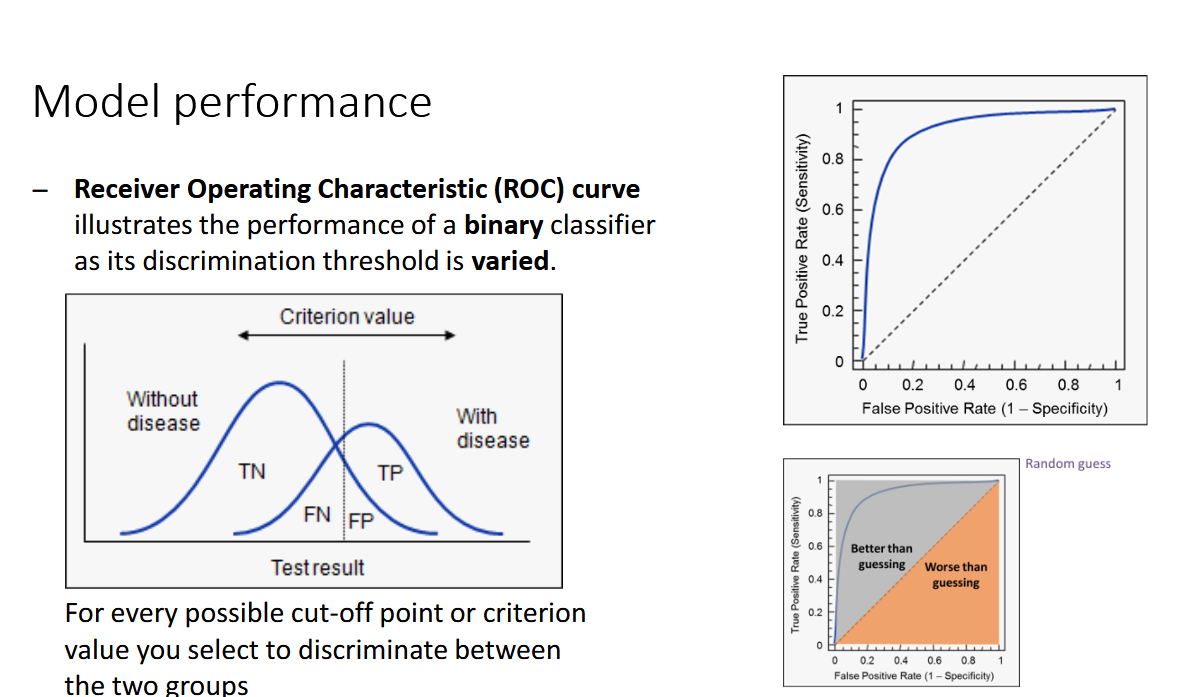 Model performance
– Receiver Operating Characteristic (ROC) curve
illustrates the performance of a binary classifier
as its discrimination threshold is varied.
Criterion value
Without
disease
With
disease
TN
TP
FN
FP
Test result
For every possible cut-off point or criterion
value you select to discriminate between
the two groups
True Positive Rate (Sensitivity)
1
0.8
0.6
0.4
0.2
0
0 0.2 0.4 0.6 0.8 1
False Positive Rate (1 – Specificity)
Random guess
True Positive Rate (Sensitivity)
1
0.8
0.6
0.4
0.2
0
Better than
guessing
Worse than
guessing
0 0.2 0.4 0.6 0.8 1
False Positive Rate (1 – Specificity)